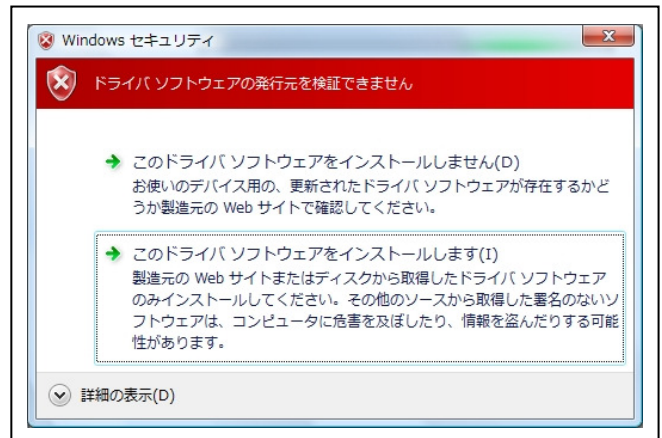 Windows セキュリティ
ドライバ ソフトウェアの発行元を検証できません
このドライバ ソフトウェアをインストールしません(D)
お使いのデバイス用の、更新されたドライバ ソフトウェアが存在するかど
うか製造元の Web サイトで確認してください。
このドライバ ソフトウェアをインストールします(I)
製造元の Web サイトまたはディスクから取得したドライバ ソフトウェア
のみインストールしてください。その他のソースから取得した署名のないソ
フトウェアは、コンピュータに危害を及ぼしたり、情報を盗んだりする可能
性があります。
詳細の表示(D)